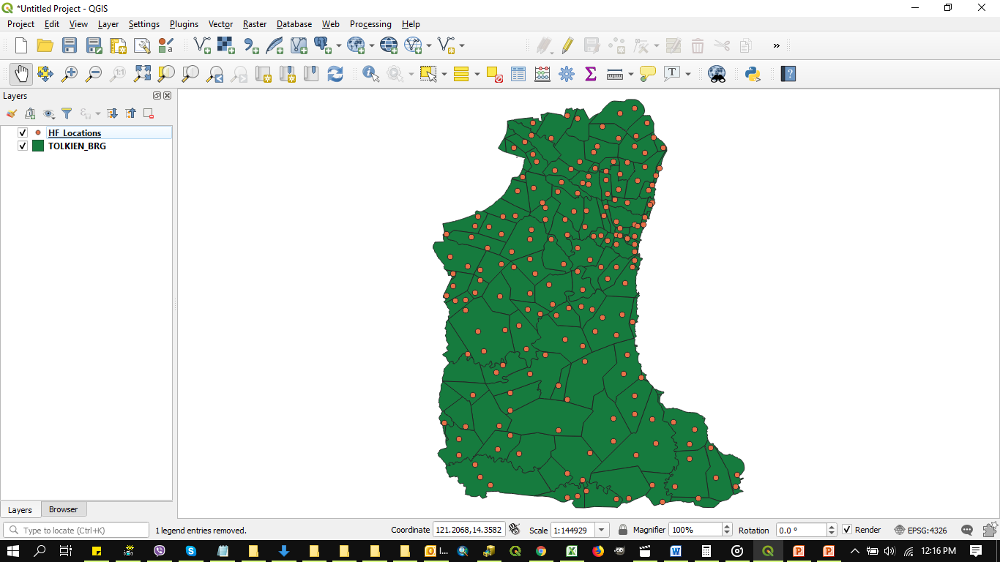 *Untitled Project - QGIS
Project Edit View Layer Settings Plugins Vector Raster Database Web Processing Help
Layers
HF_Locations
TOLKIEN_BRG
Layers Browser
Type to locate (Ctrl+K) 1 legend entries removed. Coordinate 121.2068,14.3582 Scale 1:144929 Magnifier 100% Rotation 0.0 ° Render EPSG:4326
12:16 PM